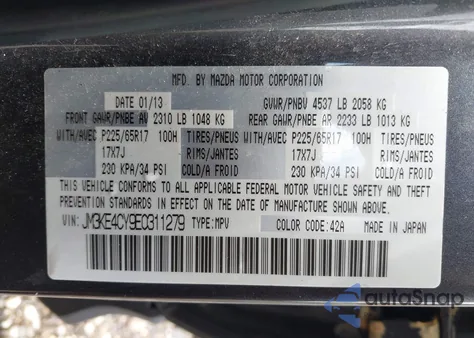 MFD. BY MAZDA MOTOR CORPORATION
DATE 01/13 GVWR/PNBV 4537 LB 2058 KG
FRONT GAWR/PNBE AV 2310 LB 1048 KG REAR GAWR/PNBE AR 2233 LB 1013 KG
WITH/AVEC P225/65R17 100H TIRES/PNEUS WITH/AVEC P225/65R17 100H TIRES/PNEUS
17X7J RIMS/JANTES 17X7J RIMS/JANTES
230 KPA/34 PSI COLD/A FROID 230 KPA/34 PSI COLD/A FROID
THIS VEHICLE CONFORMS TO ALL APPLICABLE FEDERAL MOTOR VEHICLE SAFETY, BUMPER, AND THEFT
PREVENTION STANDARDS IN EFFECT ON THE DATE OF MANUFACTURE SHOWN ABOVE.
VIN: JM3KE4CY9E0311279 TYPE: MPV COLOR CODE: 42A MADE IN JAPAN
autoSnap